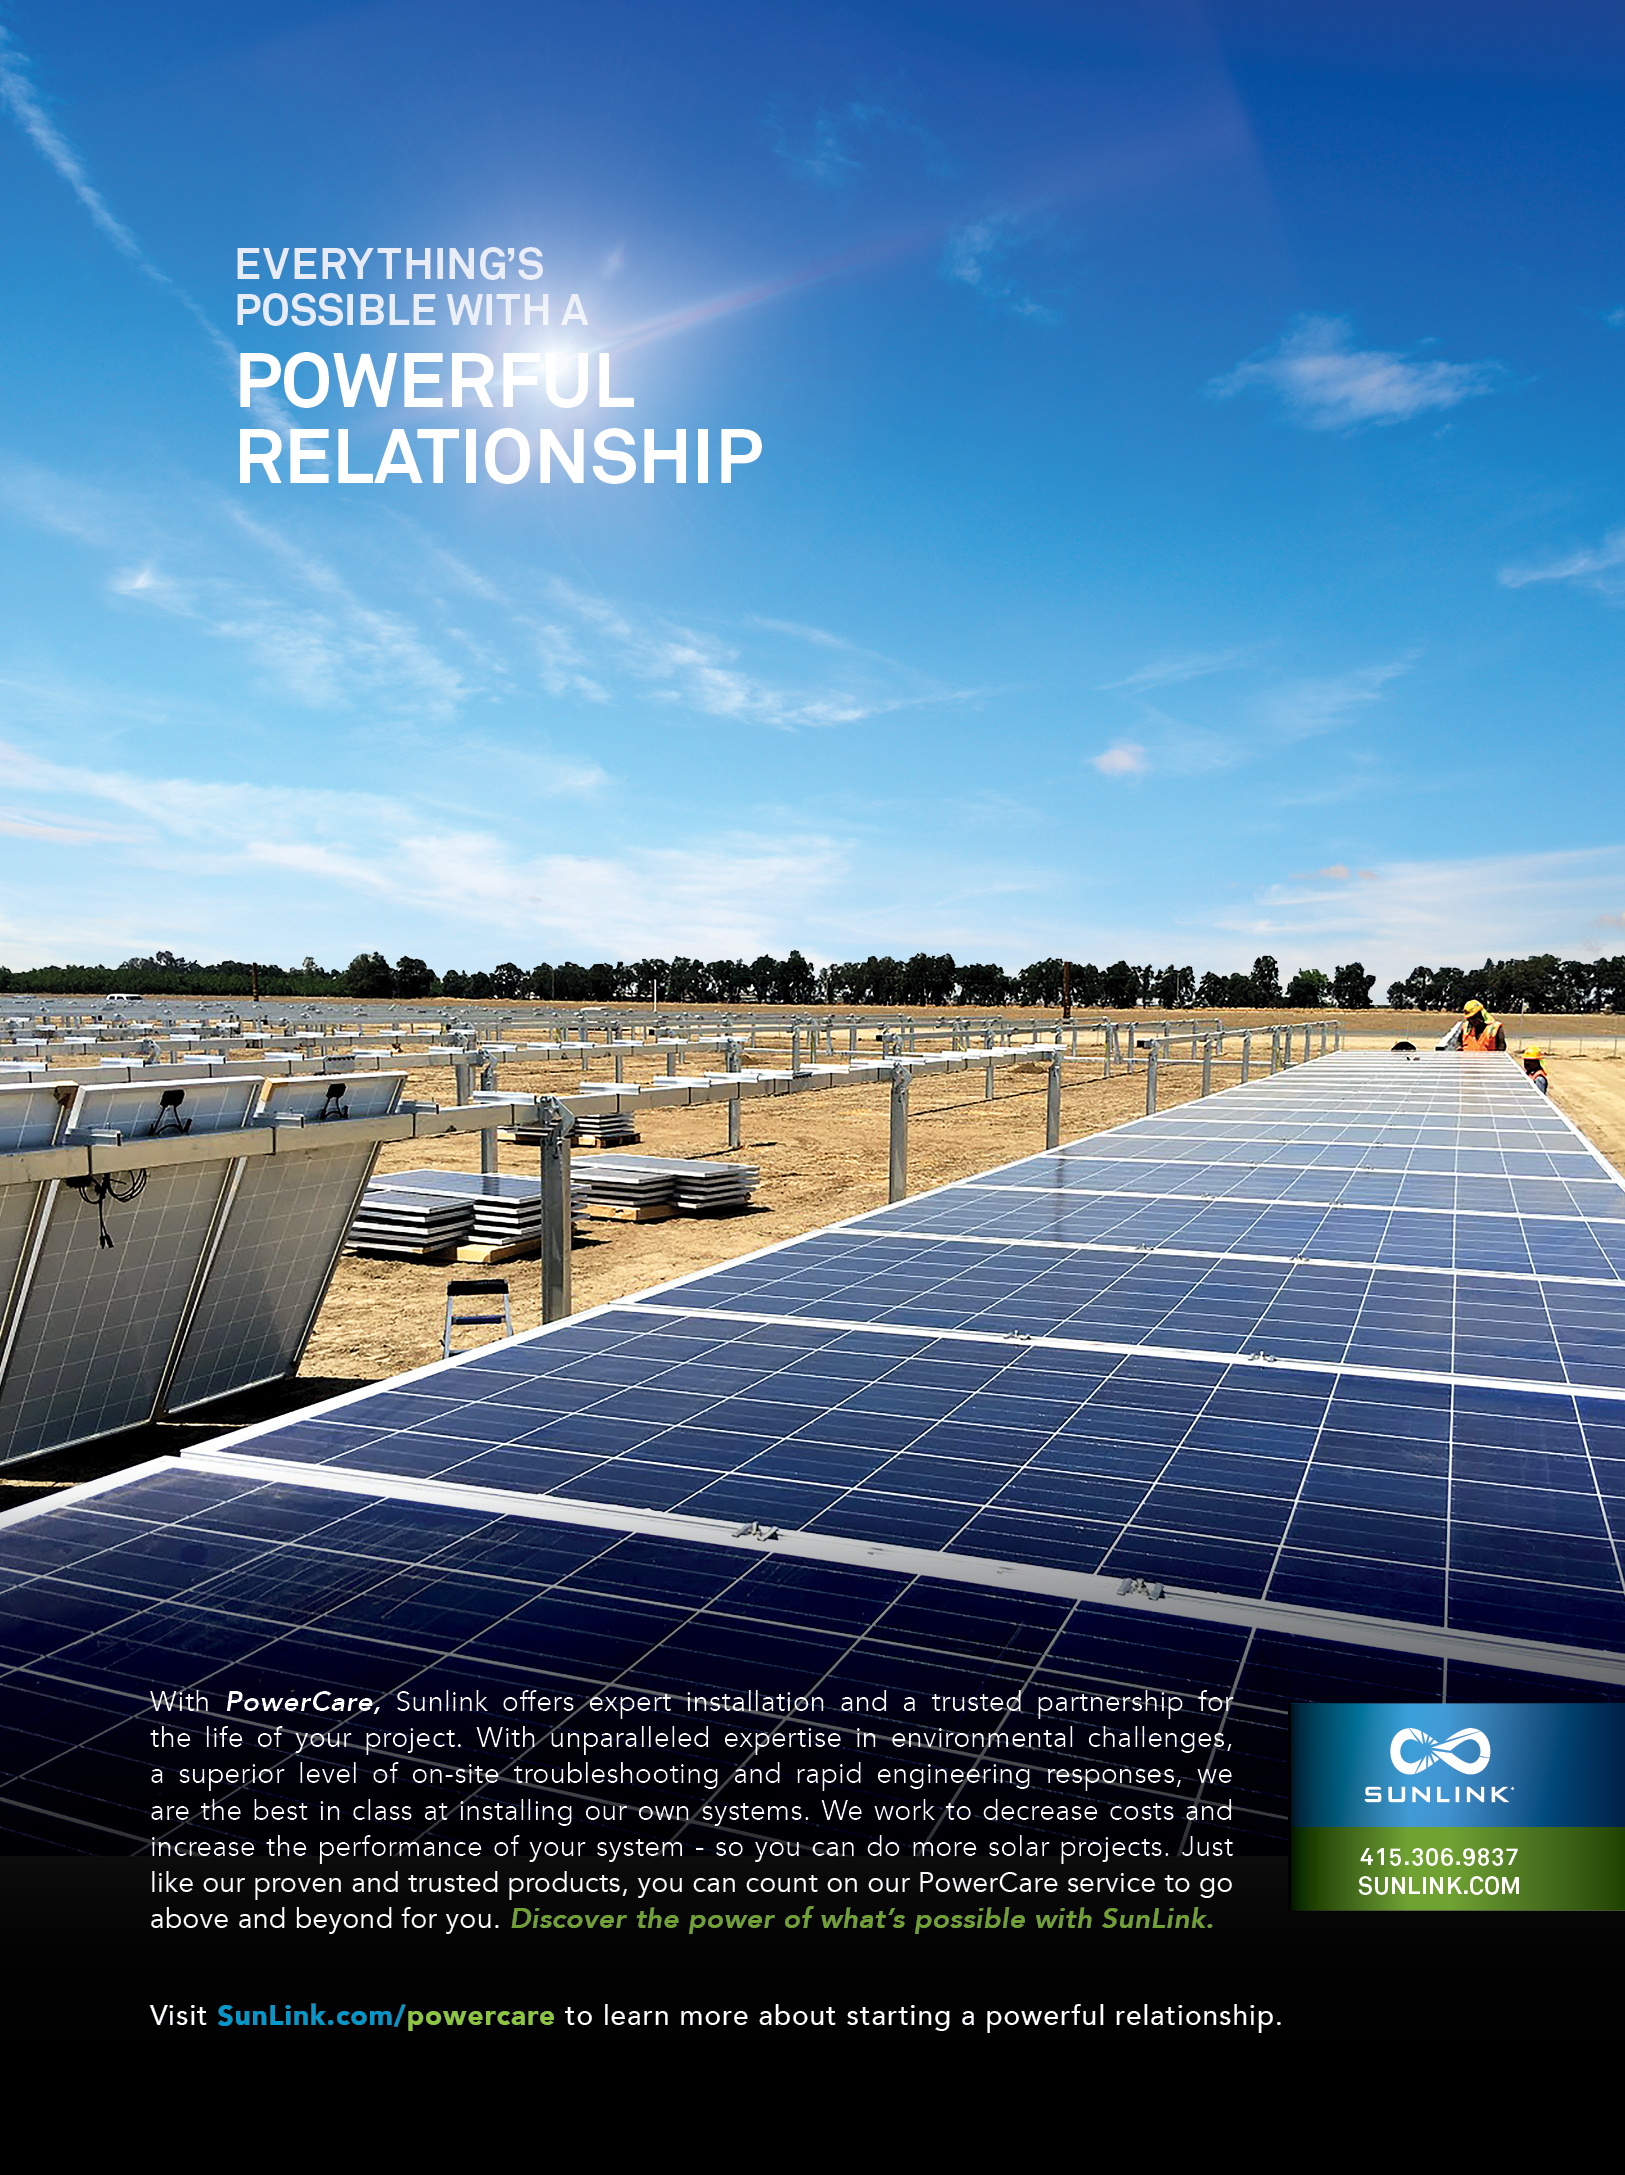 EVERYTHING'S
POSSIBLE WITH A
POWERFUL
RELATIONSHIP
With PowerCare, Sunlink offers expert installation and a trusted partnership for
the life of your project. With unparalleled expertise in environmental challenges,
a superior level of on-site troubleshooting and rapid engineering responses, we
are the best in class at installing our own systems. We work to decrease costs and
increase the performance of your system - so you can do more solar projects. Just
like our proven and trusted products, you can count on our PowerCare service to go
above and beyond for you. Discover the power of what's possible with SunLink.
Visit SunLink.com/powercare to learn more about starting a powerful relationship.
SUNLINK
415.306.9837
SUNLINK.COM